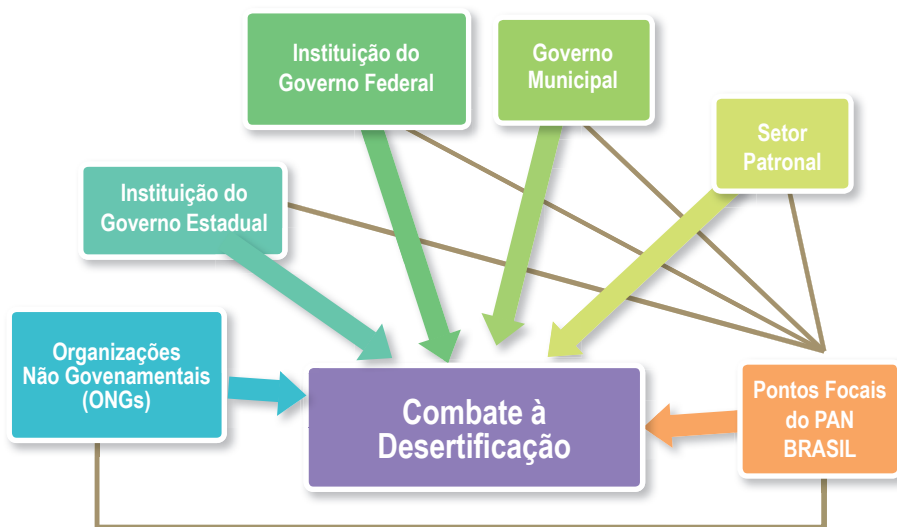 Instituição do
Governo Federal
Governo
Municipal
Setor
Patronal
Instituição do
Governo Estadual
Organizações
Não Govenamentais
(ONGs)
Combate à
Desertificação
Pontos Focais
do PAN
BRASIL